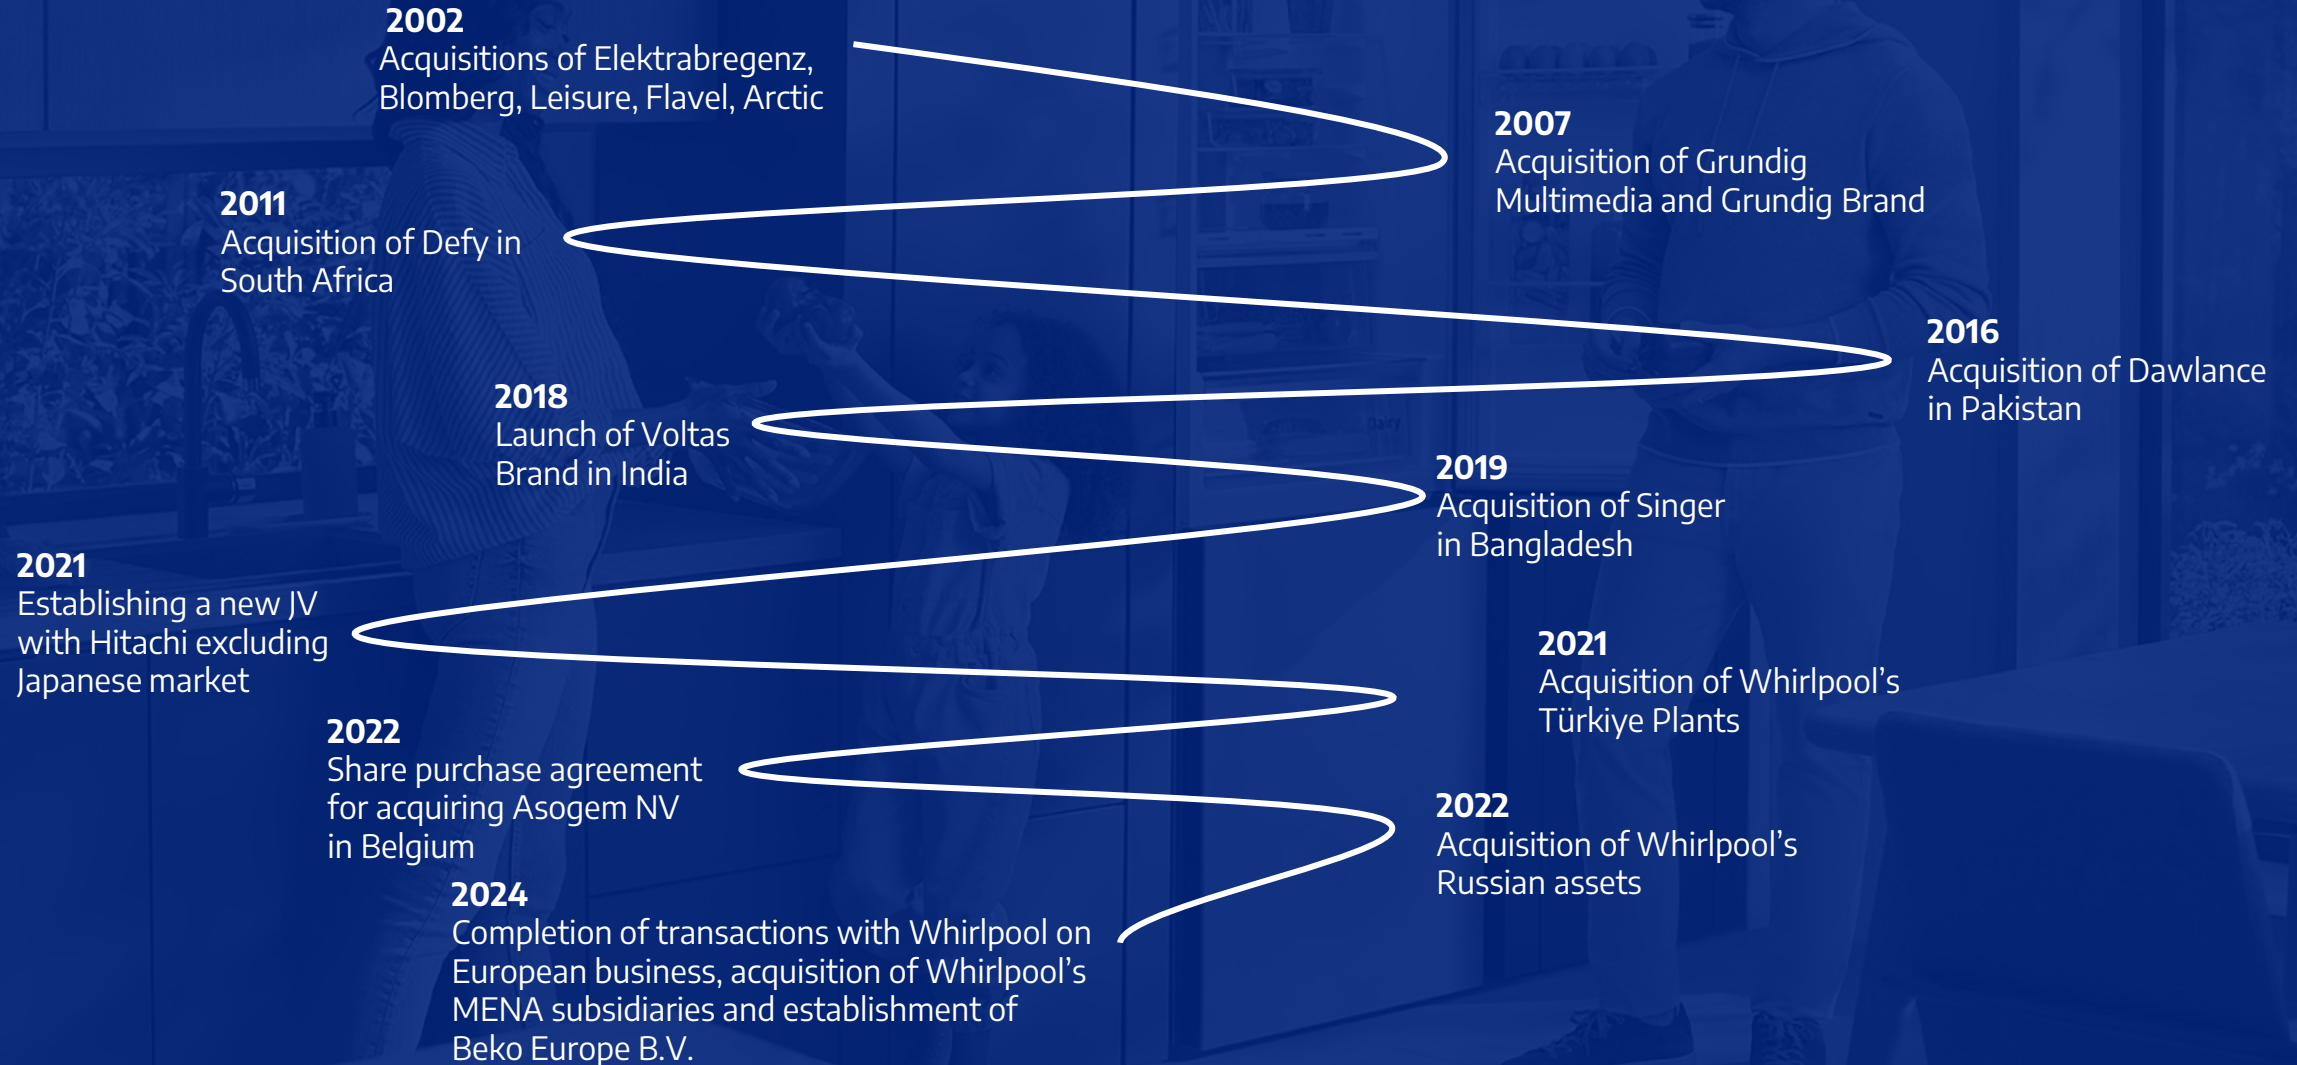 2002
Acquisitions of Elektrabregenz,
Blomberg, Leisure, Flavel, Arctic
2007
Acquisition of Grundig
Multimedia and Grundig Brand
2011
Acquisition of Defy in
South Africa
2016
Acquisition of Dawlance
in Pakistan
2018
Launch of Voltas
Brand in India
2019
Acquisition of Singer
in Bangladesh
2021
Establishing a new JV
with Hitachi excluding
Japanese market
2021
Acquisition of Whirlpool’s
Türkiye Plants
2022
Share purchase agreement
for acquiring Asogem NV
in Belgium
2022
Acquisition of Whirlpool’s
Russian assets
2024
Completion of transactions with Whirlpool on
European business, acquisition of Whirlpool’s
MENA subsidiaries and establishment of
Beko Europe B.V.
Dairy